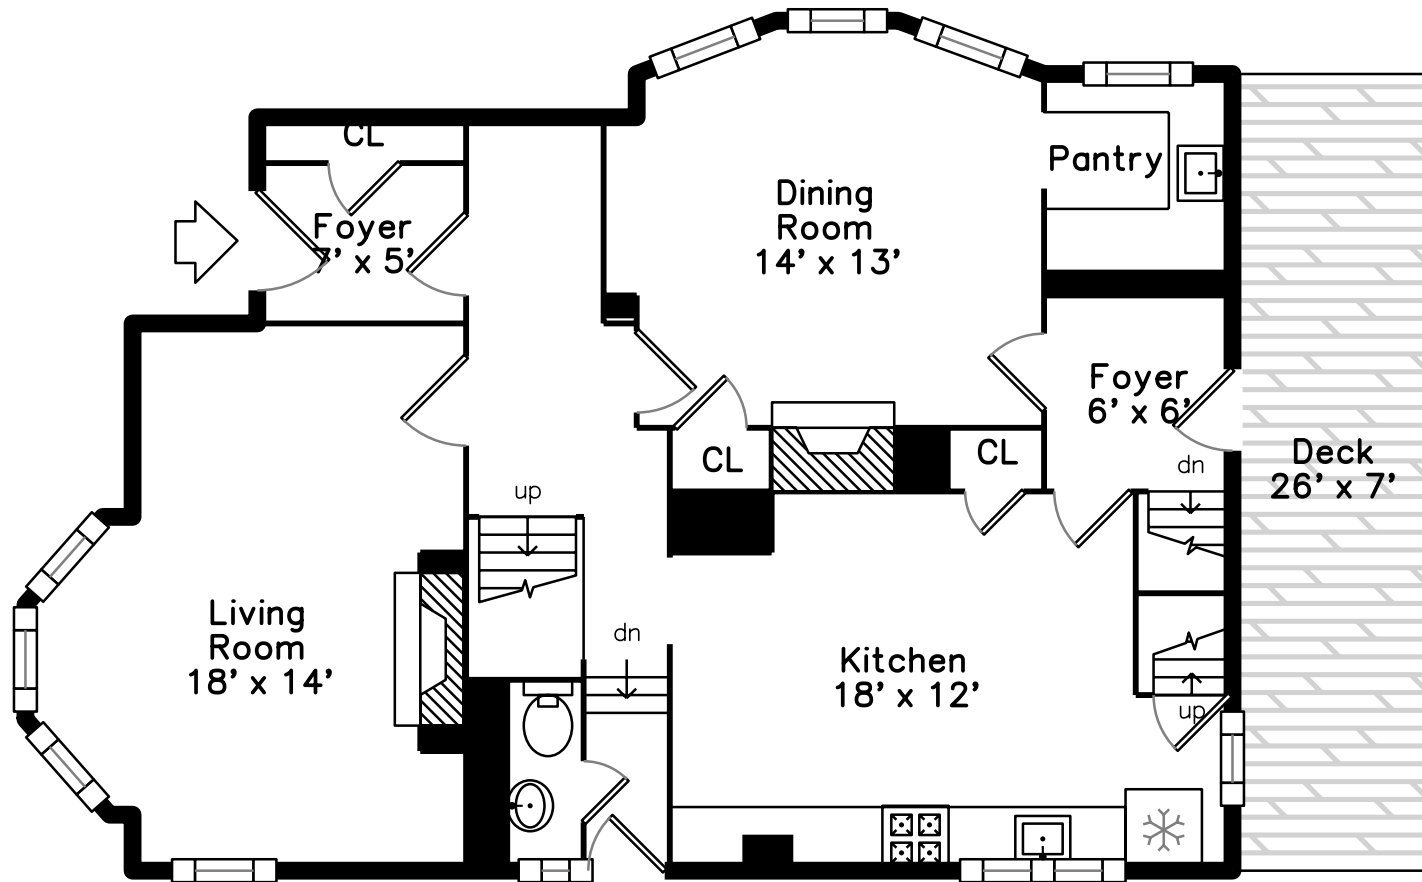 CL
Foyer
7' x 5'
Dining
Room
14' x 13'
Pantry
Foyer
6' x 6'
dn
Deck
26' x 7'
CL
CL
up
Living
Room
18' x 14'
dn
Kitchen
18' x 12'
up